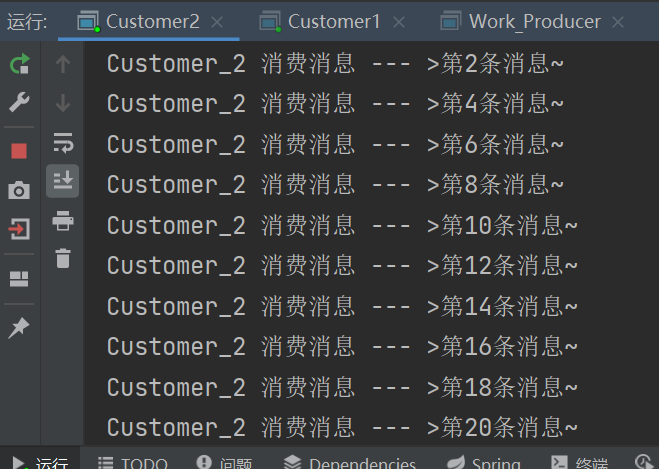 运行: Customer2 Customer1 Work_Producer
Customer_2 消费消息 --- >第2条消息~
Customer_2 消费消息 --- >第4条消息~
Customer_2 消费消息 --- >第6条消息~
Customer_2 消费消息 --- >第8条消息~
Customer_2 消费消息 --- >第10条消息~
Customer_2 消费消息 --- >第12条消息~
Customer_2 消费消息 --- >第14条消息~
Customer_2 消费消息 --- >第16条消息~
Customer_2 消费消息 --- >第18条消息~
Customer_2 消费消息 --- >第20条消息~
运行 TODO 问题 Dependencies Spring 终端